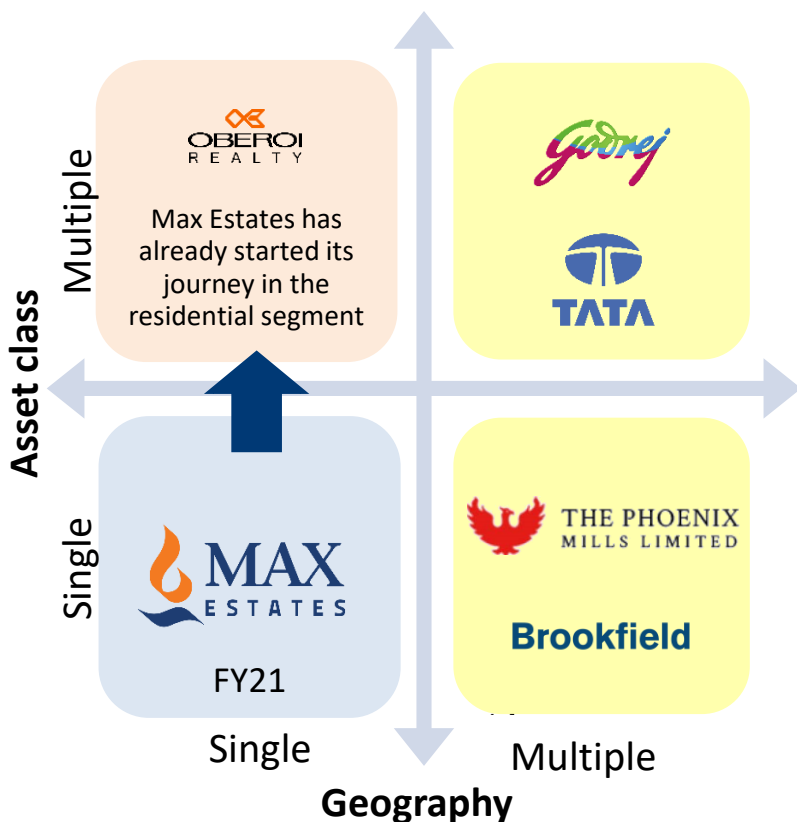 OBEROI
REALTY
Max Estates has
already started its
journey in the
residential segment
Godrej
TATA
Multiple
Asset class
Single
MAX
ESTATES
FY21
THE PHOENIX
MILLS LIMITED
Brookfield
Single
Multiple
Geography